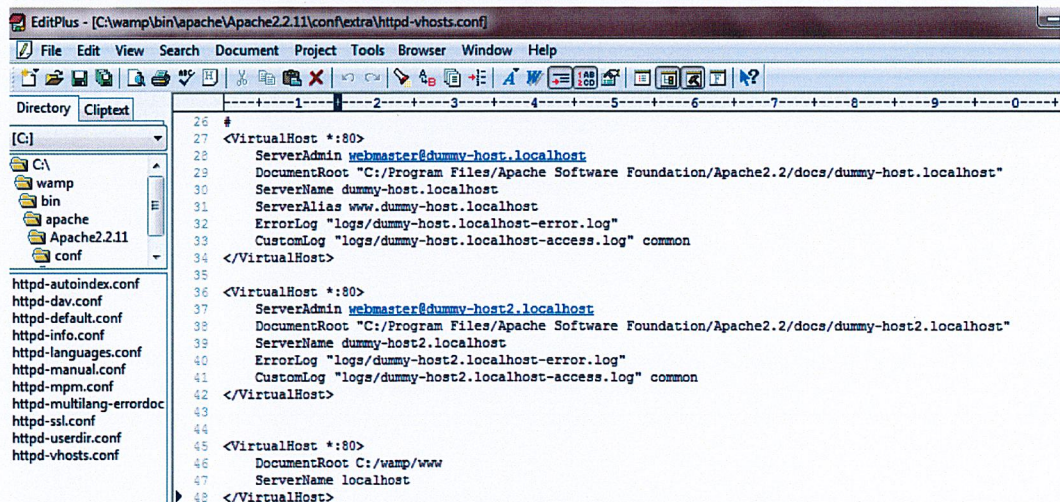 EditPlus - [C:\wamp\bin\apache\Apache2.2.11\conf\extra\httpd-vhosts.conf]
File Edit View Search Document Project Tools Browser Window Help
Directory Cliptext
[C:]
C:\
wamp
bin
apache
Apache2.2.11
conf
httpd-autoindex.conf
httpd-dav.conf
httpd-default.conf
httpd-info.conf
httpd-languages.conf
httpd-manual.conf
httpd-mpm.conf
httpd-multilang-errordoc
httpd-ssl.conf
httpd-userdir.conf
httpd-vhosts.conf
----+----1----+----2----+----3----+----4----+----5----+----6----+----7----+----8----+----9----+----0----+
26 #
27 <VirtualHost *:80>
28 ServerAdmin webmaster@dummy-host.localhost
29 DocumentRoot "C:/Program Files/Apache Software Foundation/Apache2.2/docs/dummy-host.localhost"
30 ServerName dummy-host.localhost
31 ServerAlias www.dummy-host.localhost
32 ErrorLog "logs/dummy-host.localhost-error.log"
33 CustomLog "logs/dummy-host.localhost-access.log" common
34 </VirtualHost>
35
36 <VirtualHost *:80>
37 ServerAdmin webmaster@dummy-host2.localhost
38 DocumentRoot "C:/Program Files/Apache Software Foundation/Apache2.2/docs/dummy-host2.localhost"
39 ServerName dummy-host2.localhost
40 ErrorLog "logs/dummy-host2.localhost-error.log"
41 CustomLog "logs/dummy-host2.localhost-access.log" common
42 </VirtualHost>
43
44
45 <VirtualHost *:80>
46 DocumentRoot C:/wamp/www
47 ServerName localhost
48 </VirtualHost>